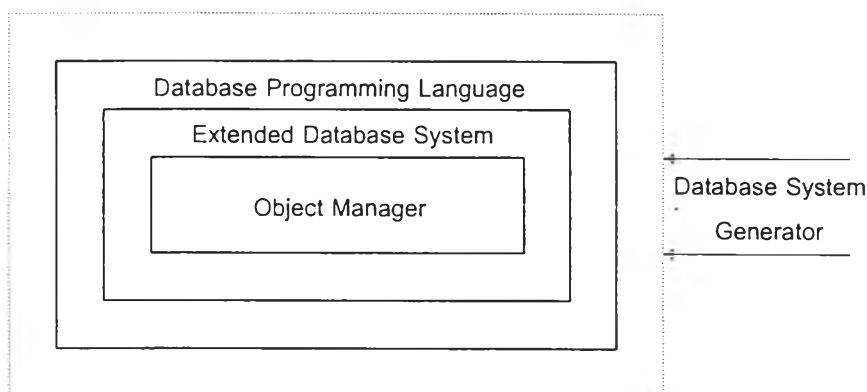 Database Programming Language
Extended Database System
Object Manager
Database System
Generator